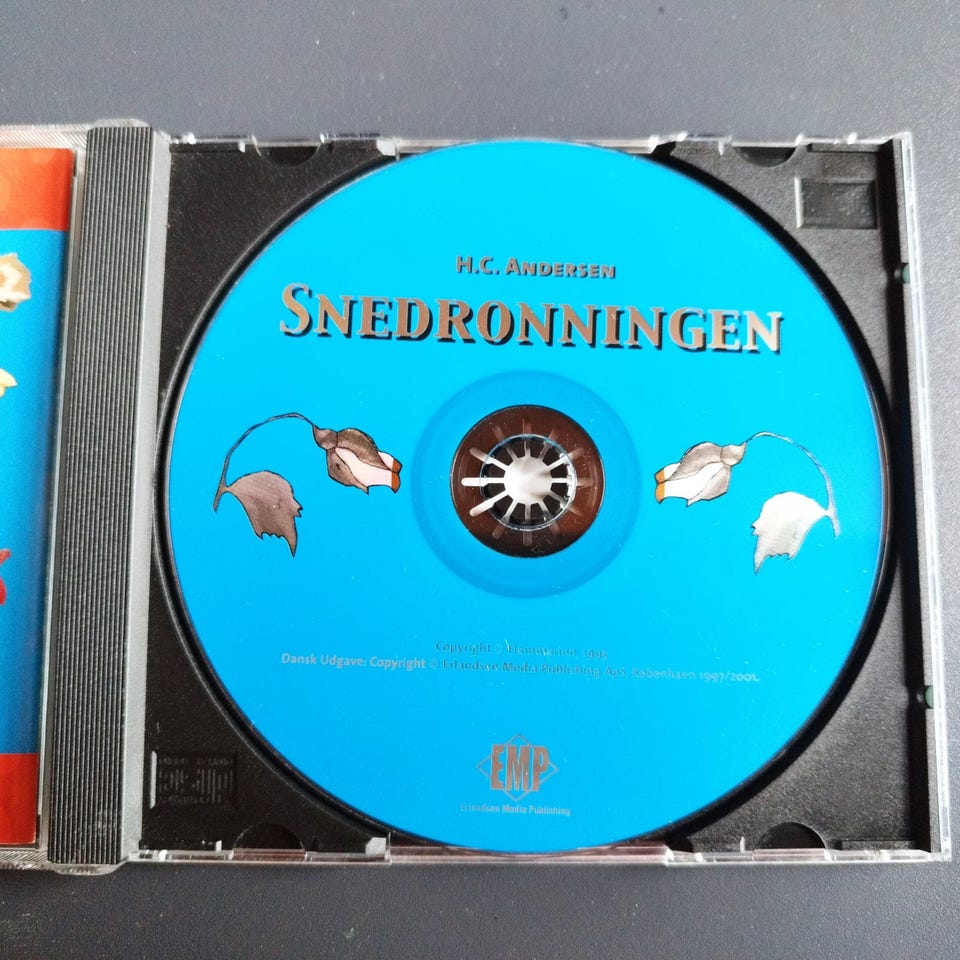 H.C. ANDERSEN
SNEDRONNINGEN
Copyright © Flammarion, 1995
Dansk Udgave: Copyright © Erlandsen Media Publishing ApS, København 1997/2001.
EMP
Erlandsen Media Publishing